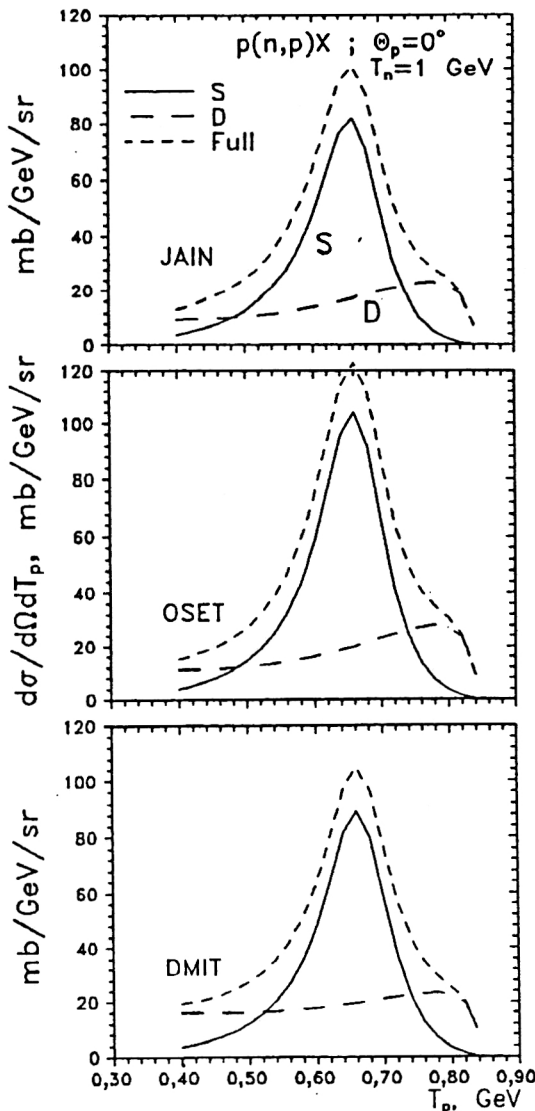 p(n,p)X ; Θp=0°
Tn=1 GeV
S
D
Full
JAIN
S
D
mb/GeV/sr
120
100
80
60
40
20
0
OSET
dσ/dΩdTp, mb/GeV/sr
120
100
80
60
40
20
0
DMIT
mb/GeV/sr
120
100
80
60
40
20
0
0,30 0,40 0,50 0,60 0,70 0,80 0,90
Tp, GeV